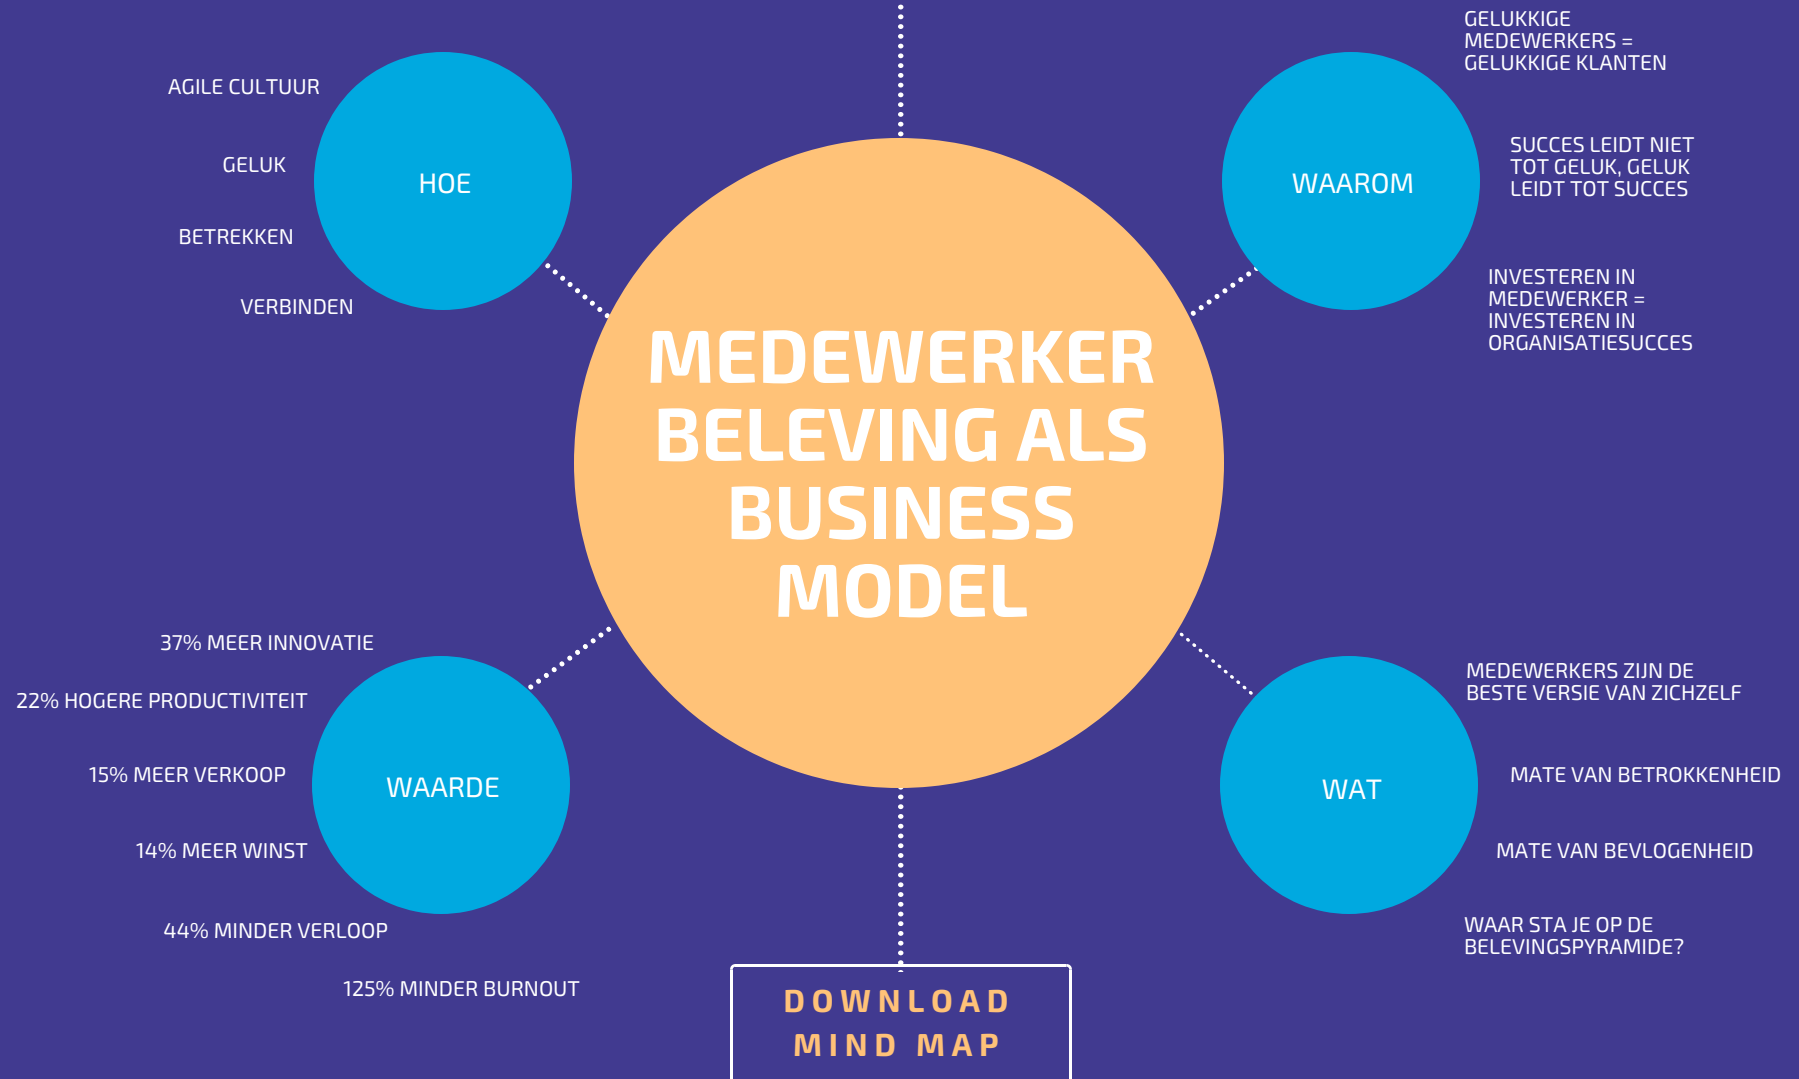 MEDEWERKER
BELEVING ALS
BUSINESS
MODEL
HOE
AGILE CULTUUR
GELUK
BETREKKEN
VERBINDEN
WAAROM
GELUKKIGE
MEDEWERKERS =
GELUKKIGE KLANTEN
SUCCES LEIDT NIET
TOT GELUK, GELUK
LEIDT TOT SUCCES
INVESTEREN IN
MEDEWERKER =
INVESTEREN IN
ORGANISATIESUCCES
WAARDE
37% MEER INNOVATIE
22% HOGERE PRODUCTIVITEIT
15% MEER VERKOOP
14% MEER WINST
44% MINDER VERLOOP
125% MINDER BURNOUT
WAT
MEDEWERKERS ZIJN DE
BESTE VERSIE VAN ZICHZELF
MATE VAN BETROKKENHEID
MATE VAN BEVLOGENHEID
WAAR STA JE OP DE
BELEVINGSPYRAMIDE?
DOWNLOAD
MIND MAP